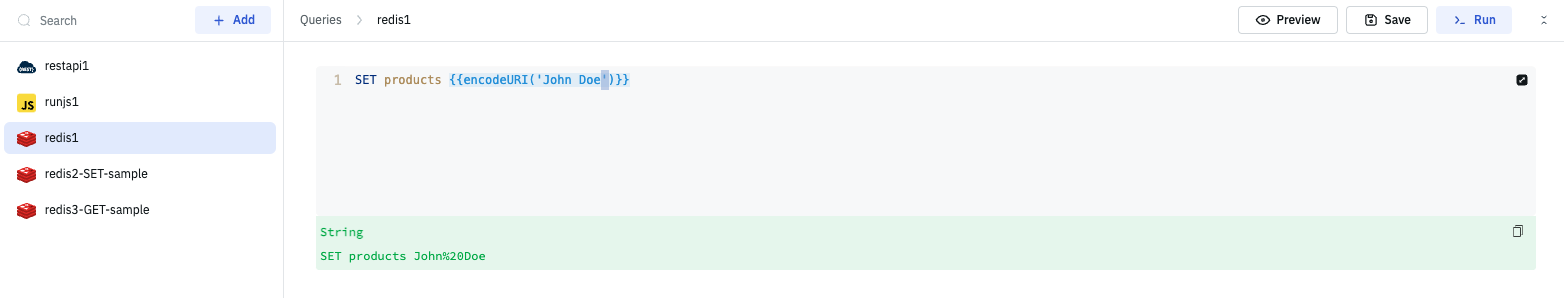 Search
+ Add
Queries > redis1
Preview
Save
>_ Run
REST
restapi1
JS
runjs1
redis1
redis2-SET-sample
redis3-GET-sample
1 SET products {{encodeURI('John Doe')}}
String
SET products John%20Doe